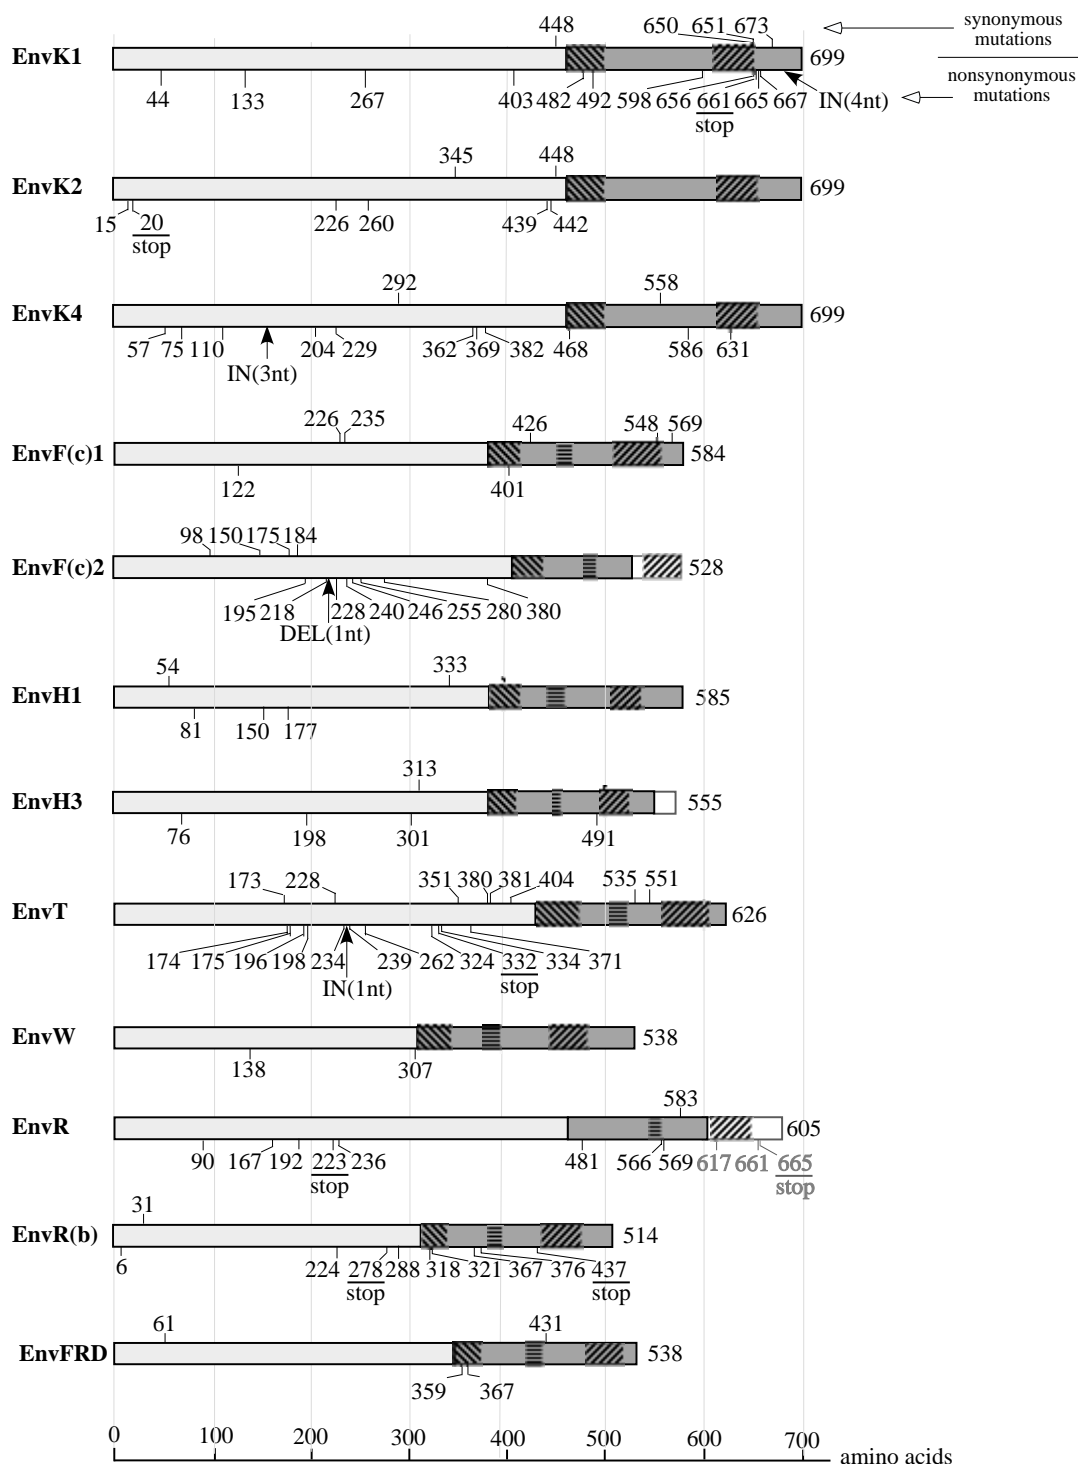 synonymous
mutations
448 650 651 673
EnvK1 699
nonsynonymous
mutations
44 133 267 403 482 492 598 656 661 665 667 IN(4nt)
stop
345 448
EnvK2 699
15 20 226 260 439 442
stop
292 558
EnvK4 699
57 75 110 204 229 362 369 382 468 586 631
IN(3nt)
226 235 426 548 569
EnvF(c)1 584
122 401
98 150 175 184
EnvF(c)2 528
195 218 228 240 246 255 280 380
DEL(1nt)
54 333
EnvH1 585
81 150 177
313
EnvH3 555
76 198 301 491
173 228 351 380 381 404 535 551
EnvT 626
174 175 196 198 234 239 262 324 332 334 371
IN(1nt) stop
EnvW 538
138 307
583
EnvR 605
90 167 192 223 236 481 566 569 617 661 665
stop stop
31
EnvR(b) 514
6 224 278 288 318 321 367 376 437
stop stop
61 431
EnvFRD 538
359 367
0 100 200 300 400 500 600 700
amino acids